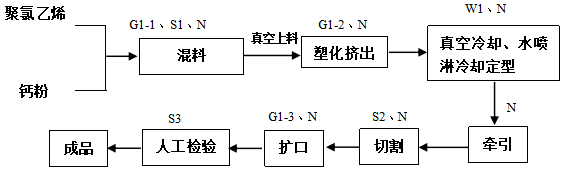 聚氯乙烯
钙粉
G1-1、S1、N
混料
真空上料
G1-2、N
塑化挤出
W1、N
真空冷却、水喷
淋冷却定型
N
牵引
S2、N
切割
G1-3、N
扩口
S3
人工检验
成品